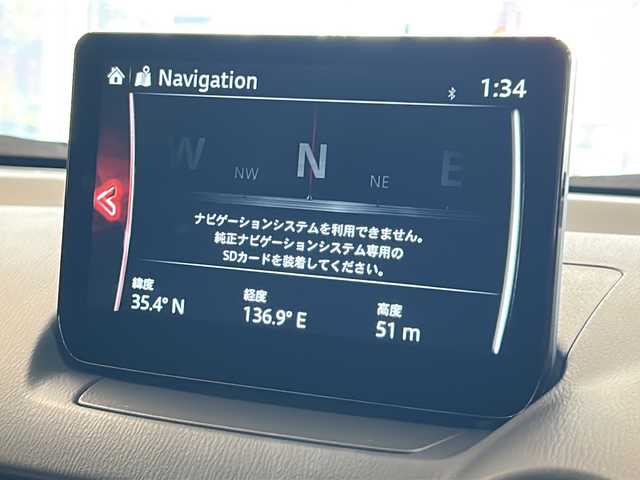 Navigation
1:34
W NW N NE E
ナビゲーションシステムを利用できません。
純正ナビゲーションシステム専用の
SDカードを装着してください。
緯度 経度 高度
35.4° N 136.9° E 51 m